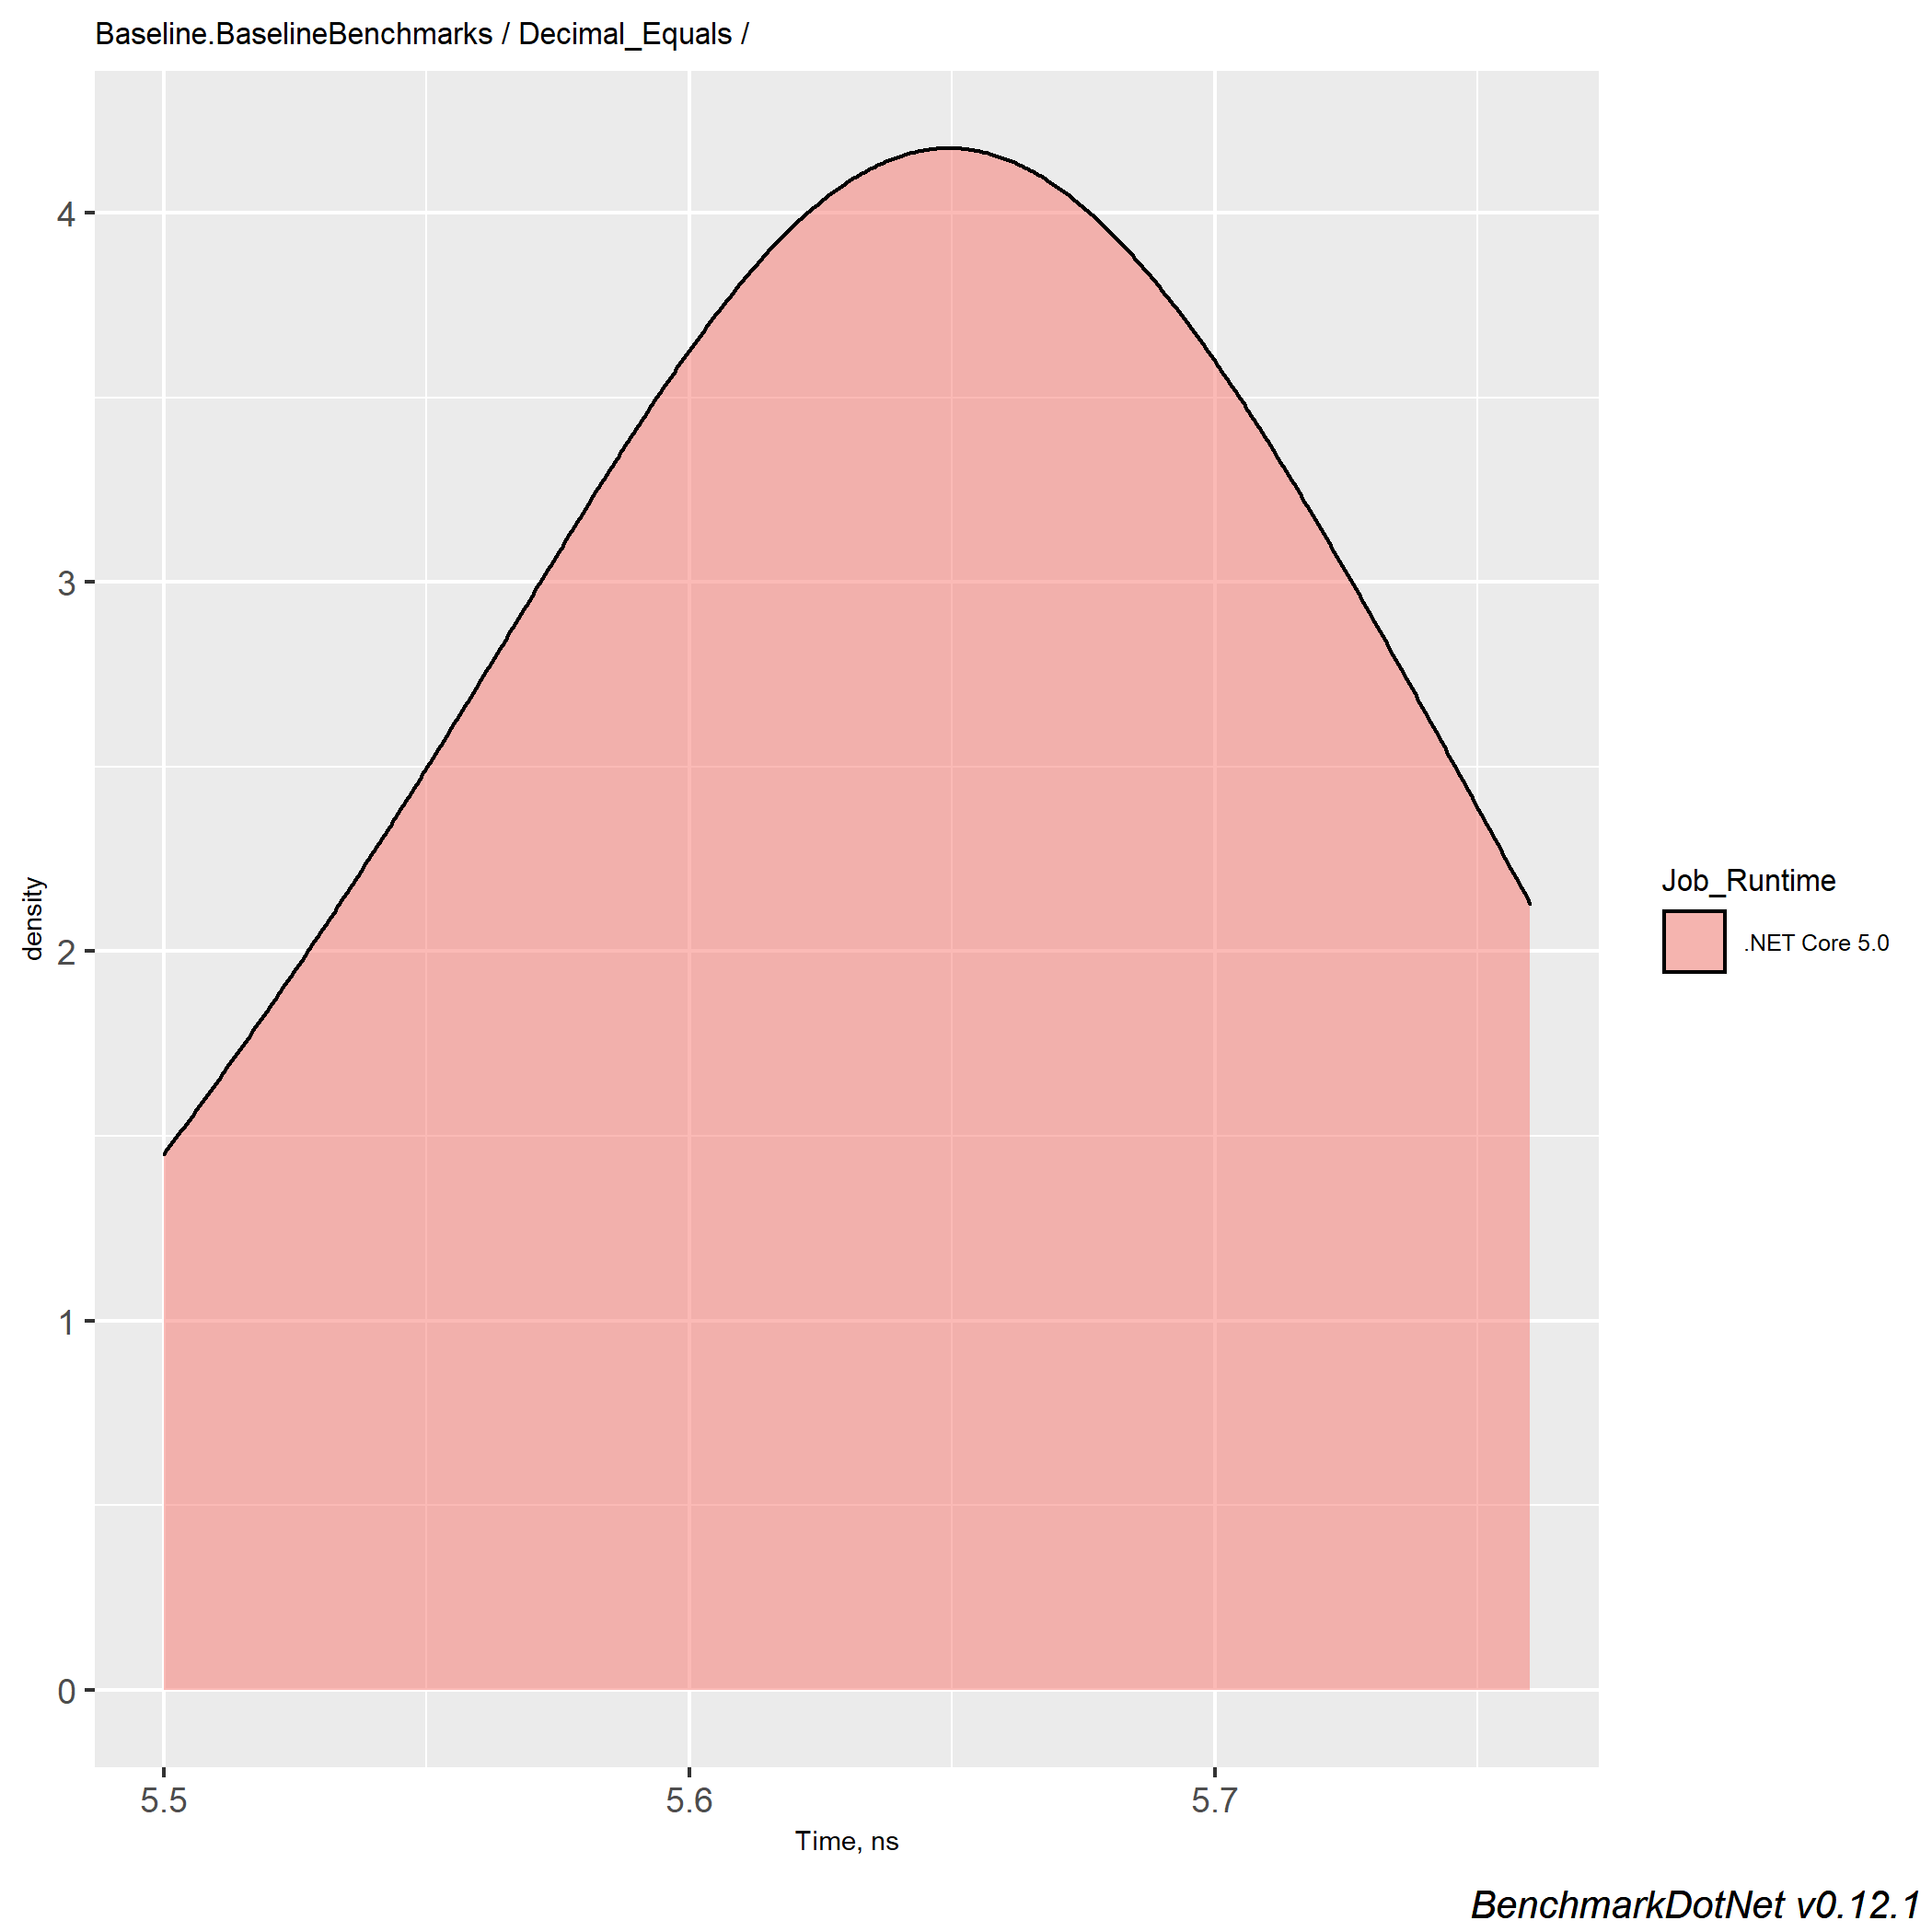 Baseline.BaselineBenchmarks / Decimal_Equals /
4
3
2
1
0
density
5.5 5.6 5.7
Time, ns
Job_Runtime
.NET Core 5.0
BenchmarkDotNet v0.12.1